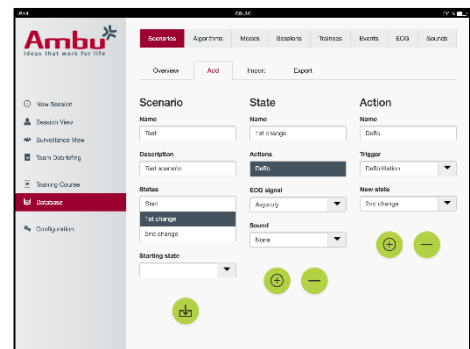 iPad
08:30
Ambu
Ideas that work for life
Scenarios
Algorithms
Modes
Sessions
Trainees
Events
ECG
Sounds
Overview
Add
Import
Export
New Session
Session View
Surveillance View
Team Debriefing
Training Course
Database
Configuration
Scenario
Name
Test
Description
Test scenario
States
Start
1st change
2nd change
Starting state
State
Name
1st change
Actions
Defib
ECG signal
Asystoly
Sound
None
Action
Name
Defib
Trigger
Defibrillation
New state
2nd change